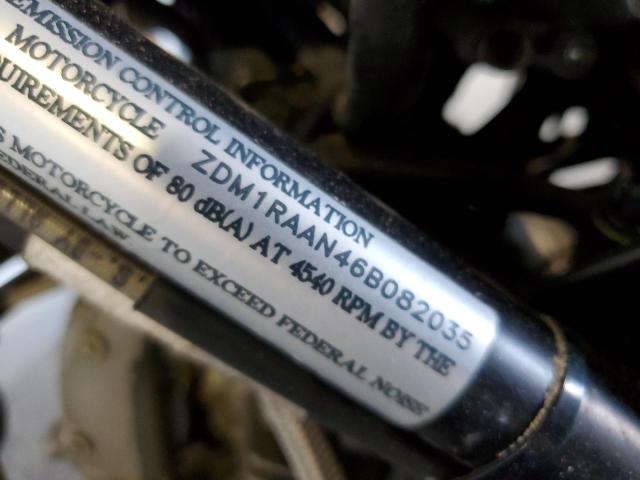 EMISSION CONTROL INFORMATION
MOTORCYCLE ZDM1RAAN46B082035
QUIREMENTS OF 80 dB(A) AT 4540 RPM BY THE
S MOTORCYCLE TO EXCEED FEDERAL NOISE
FEDERAL LAW